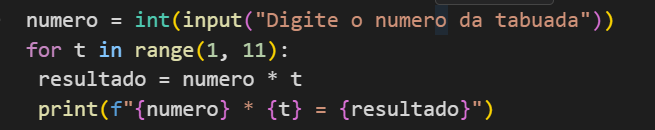 numero = int(input("Digite o numero da tabuada"))
for t in range(1, 11):
 resultado = numero * t
 print(f"{numero} * {t} = {resultado}")